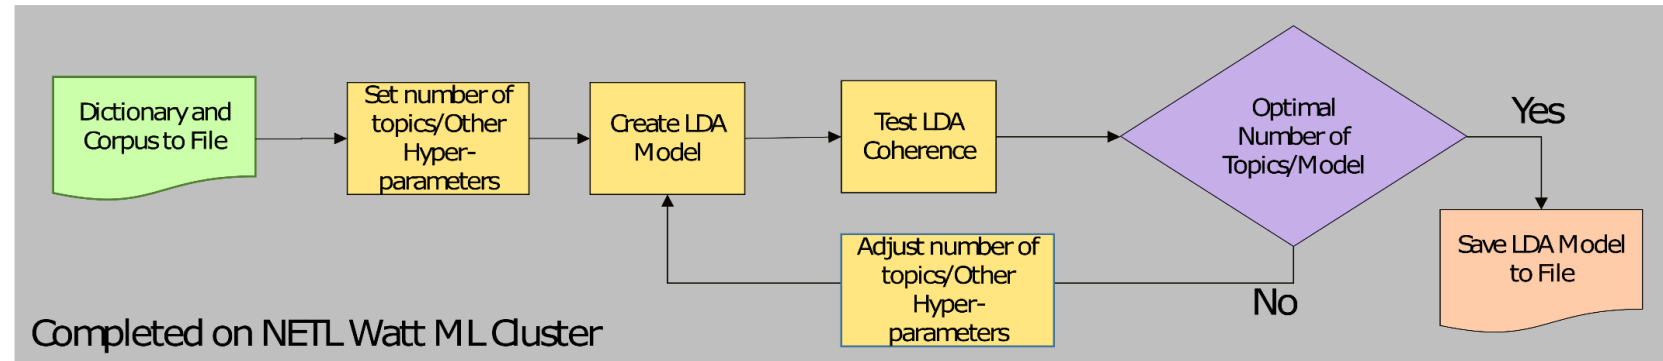 Dictionary and
Corpus to File
Set number of
topics/Other
Hyper-
parameters
Create LDA
Model
Test LDA
Coherence
Optimal
Number of
Topics/Model
Yes
Save LDA Model
to File
No
Adjust number of
topics/Other
Hyper-
parameters
Completed on NETL Watt ML Cluster